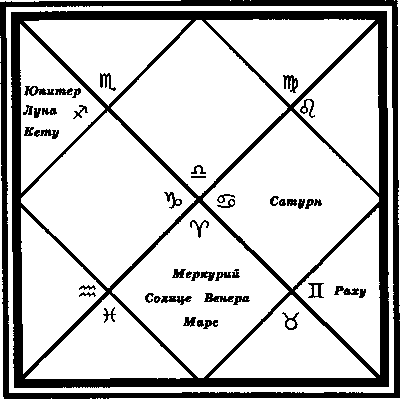 ♏ ♍
Юпитер
Луна ♐ ♌
Кету
♎
♑ ♋ Сатурн
♈
Меркурий
♒ Солнце Венера ♊ Раху
♓ Марс ♉